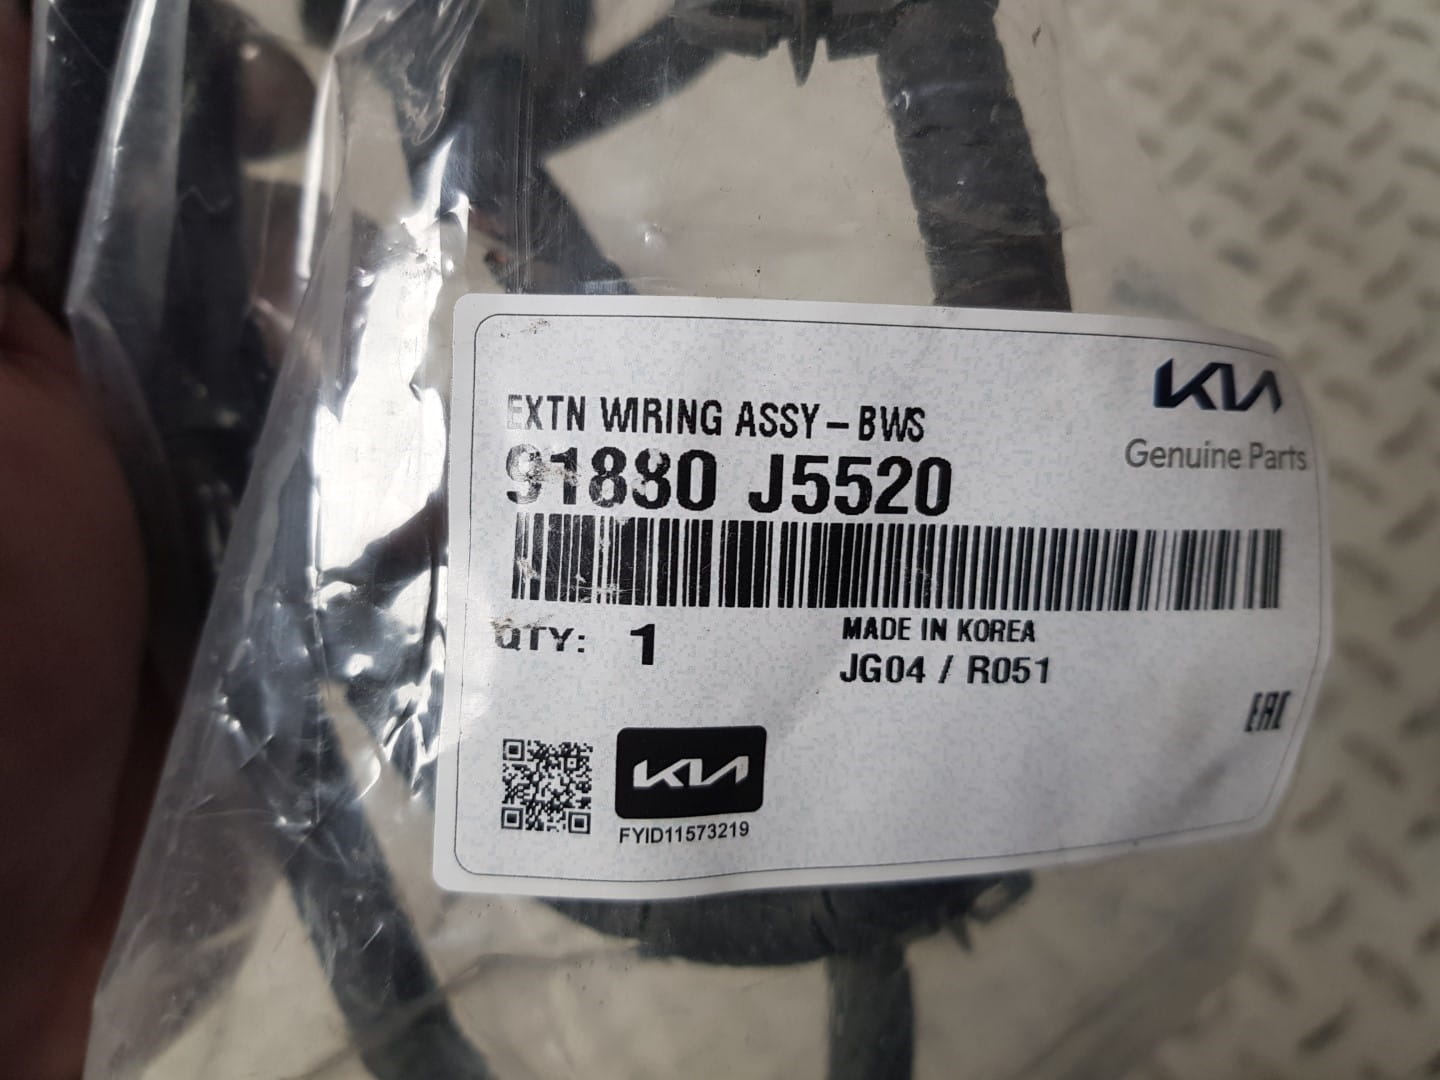 KIA
Genuine Parts
EXTN WIRING ASSY-BWS
91880 J5520
QTY: 1
MADE IN KOREA
JG04 / R051
EAC
KIA
FYID11573219